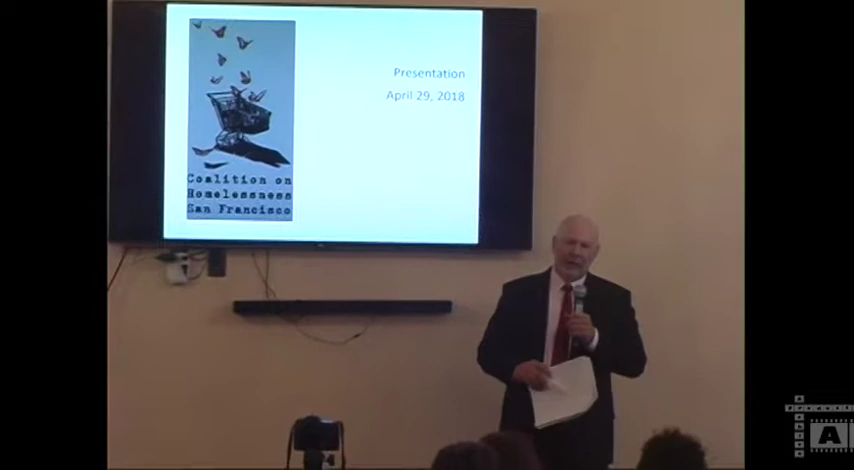 Presentation
April 29, 2018
Coalition on
Homelessness
San Francisco
A